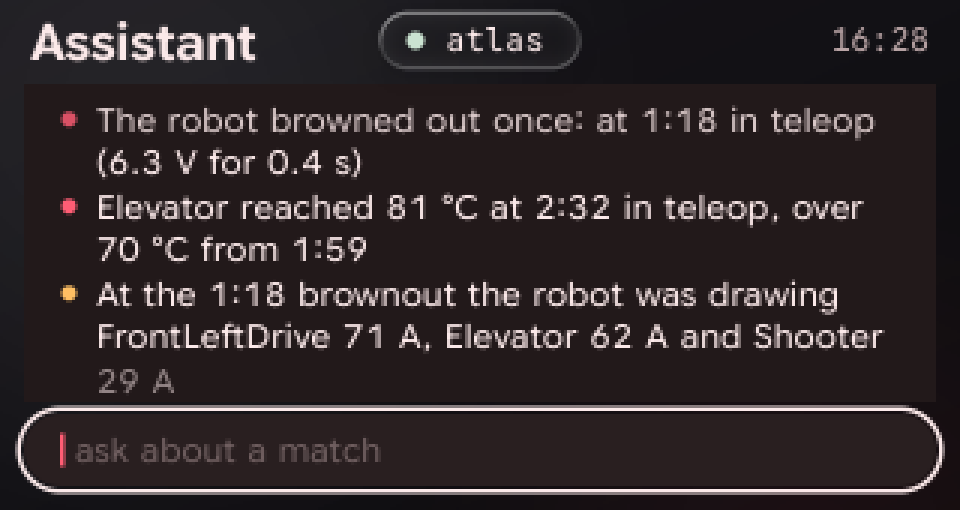 Assistant
atlas
16:28
The robot browned out once: at 1:18 in teleop
(6.3 V for 0.4 s)
Elevator reached 81 °C at 2:32 in teleop, over
70 °C from 1:59
At the 1:18 brownout the robot was drawing
FrontLeftDrive 71 A, Elevator 62 A and Shooter
29 A
ask about a match